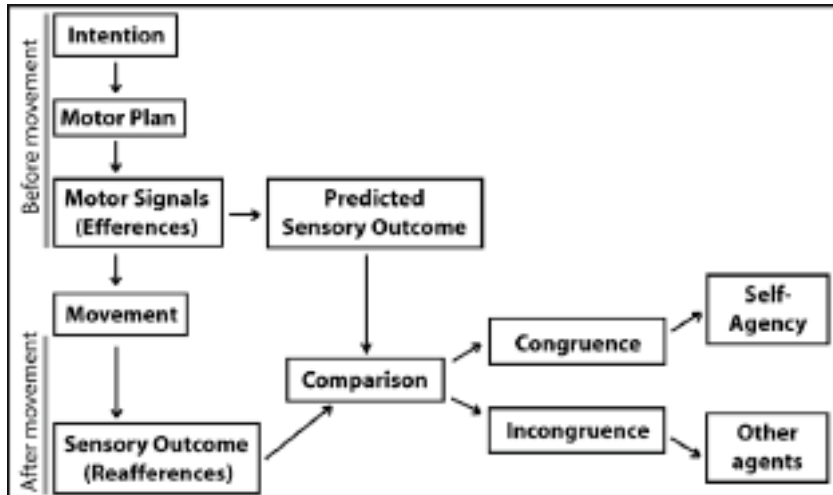 Before movement
Intention
Motor Plan
Motor Signals
(Efferences)
Predicted
Sensory Outcome
Movement
After movement
Sensory Outcome
(Reafferences)
Comparison
Congruence
Incongruence
Self-
Agency
Other
agents